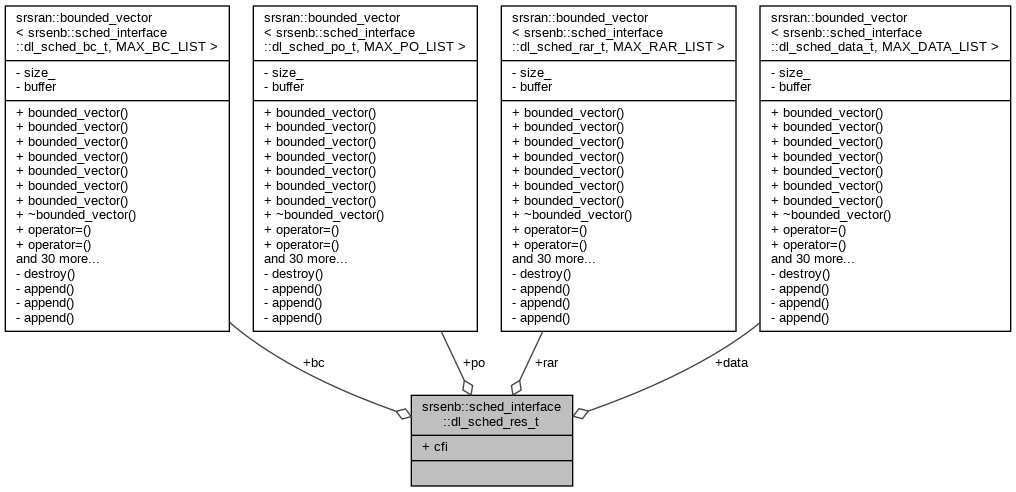 srsran::bounded_vector
< srsenb::sched_interface
::dl_sched_bc_t, MAX_BC_LIST >
- size_
- buffer
+ bounded_vector()
+ bounded_vector()
+ bounded_vector()
+ bounded_vector()
+ bounded_vector()
+ bounded_vector()
+ bounded_vector()
+ ~bounded_vector()
+ operator=()
+ operator=()
and 30 more...
- destroy()
- append()
- append()
- append()
srsran::bounded_vector
< srsenb::sched_interface
::dl_sched_po_t, MAX_PO_LIST >
- size_
- buffer
+ bounded_vector()
+ bounded_vector()
+ bounded_vector()
+ bounded_vector()
+ bounded_vector()
+ bounded_vector()
+ bounded_vector()
+ ~bounded_vector()
+ operator=()
+ operator=()
and 30 more...
- destroy()
- append()
- append()
- append()
srsran::bounded_vector
< srsenb::sched_interface
::dl_sched_rar_t, MAX_RAR_LIST >
- size_
- buffer
+ bounded_vector()
+ bounded_vector()
+ bounded_vector()
+ bounded_vector()
+ bounded_vector()
+ bounded_vector()
+ bounded_vector()
+ ~bounded_vector()
+ operator=()
+ operator=()
and 30 more...
- destroy()
- append()
- append()
- append()
srsran::bounded_vector
< srsenb::sched_interface
::dl_sched_data_t, MAX_DATA_LIST >
- size_
- buffer
+ bounded_vector()
+ bounded_vector()
+ bounded_vector()
+ bounded_vector()
+ bounded_vector()
+ bounded_vector()
+ bounded_vector()
+ ~bounded_vector()
+ operator=()
+ operator=()
and 30 more...
- destroy()
- append()
- append()
- append()
+bc
+po
+rar
+data
srsenb::sched_interface
::dl_sched_res_t
+ cfi